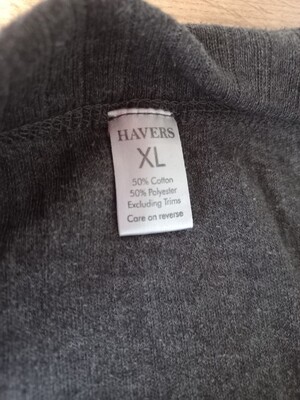 HAVERS
XL
50% Cotton
50% Polyester
Excluding Trims
Care on reverse